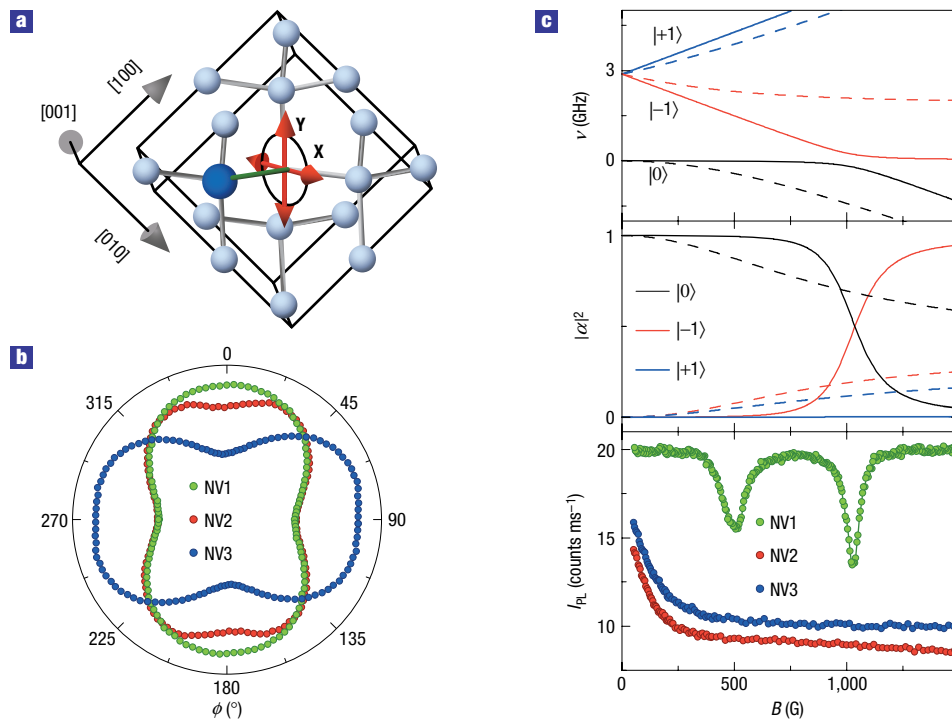 a
[001]
[100]
[010]
Y
X
b
0
45
90
135
180
225
270
315
NV1
NV2
NV3
ϕ (°)
c
|+1⟩
|−1⟩
|0⟩
3
0
ν (GHz)
1
0
|α|²
|0⟩
|−1⟩
|+1⟩
20
15
10
I_PL (counts ms⁻¹)
NV1
NV2
NV3
0
500
1,000
B (G)